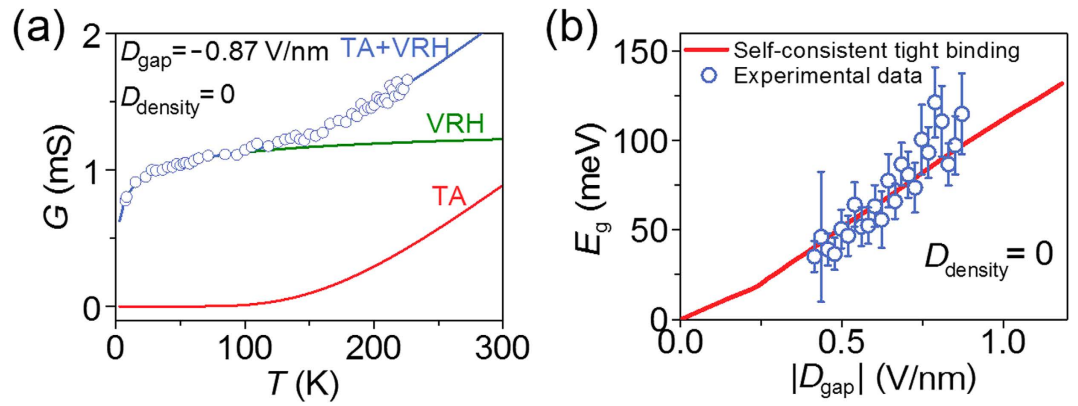 (a)
2
1
0
G (mS)
D_gap=−0.87 V/nm
D_density=0
TA+VRH
VRH
TA
0
100
200
300
T (K)
(b)
150
100
50
0
E_g (meV)
Self-consistent tight binding
Experimental data
D_density=0
0.0
0.5
1.0
|D_gap| (V/nm)